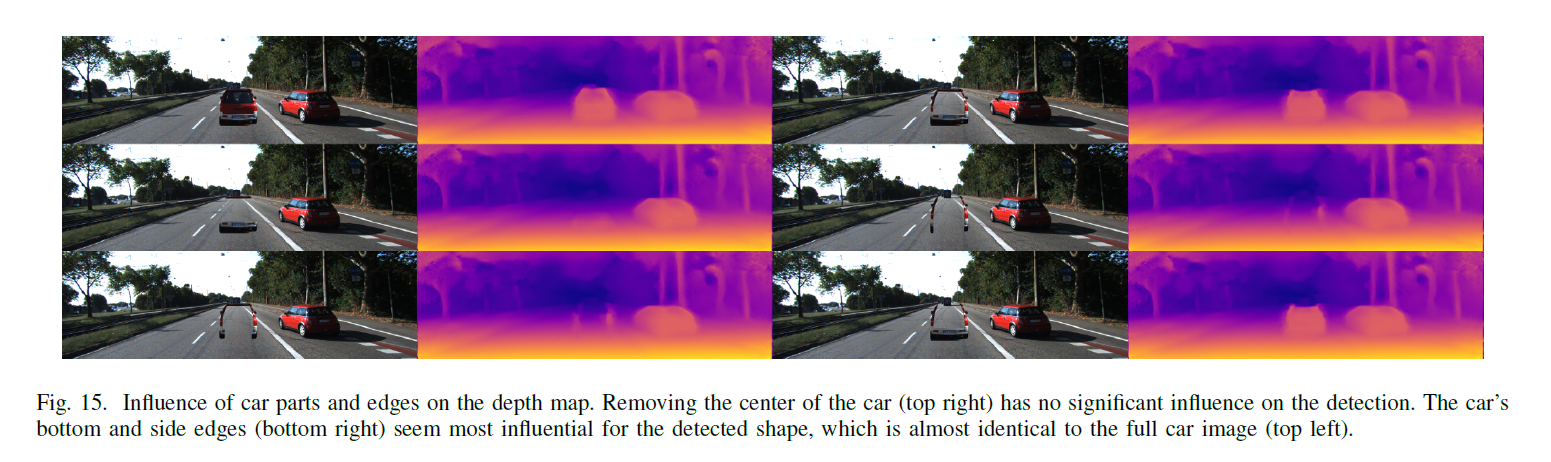 Fig. 15. Influence of car parts and edges on the depth map. Removing the center of the car (top right) has no significant influence on the detection. The car's
bottom and side edges (bottom right) seem most influential for the detected shape, which is almost identical to the full car image (top left).